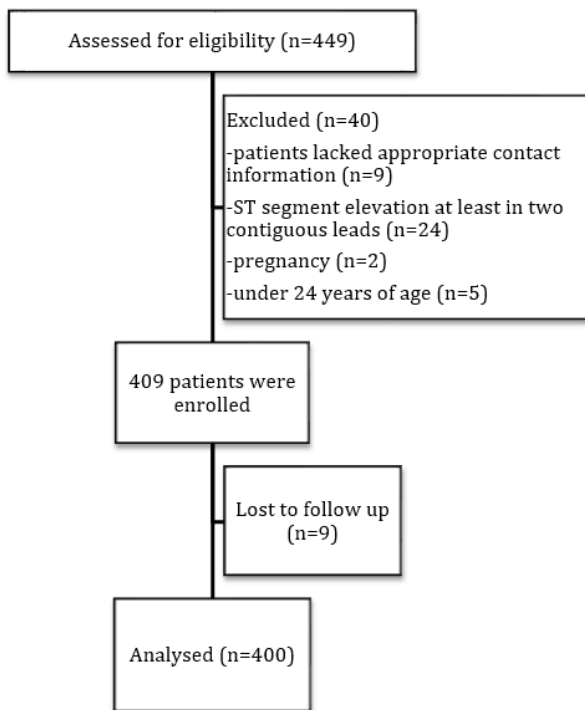 Assessed for eligibility (n=449)
Excluded (n=40)
-patients lacked appropriate contact
information (n=9)
-ST segment elevation at least in two
contiguous leads (n=24)
-pregnancy (n=2)
-under 24 years of age (n=5)
409 patients were
enrolled
Lost to follow up
(n=9)
Analysed (n=400)